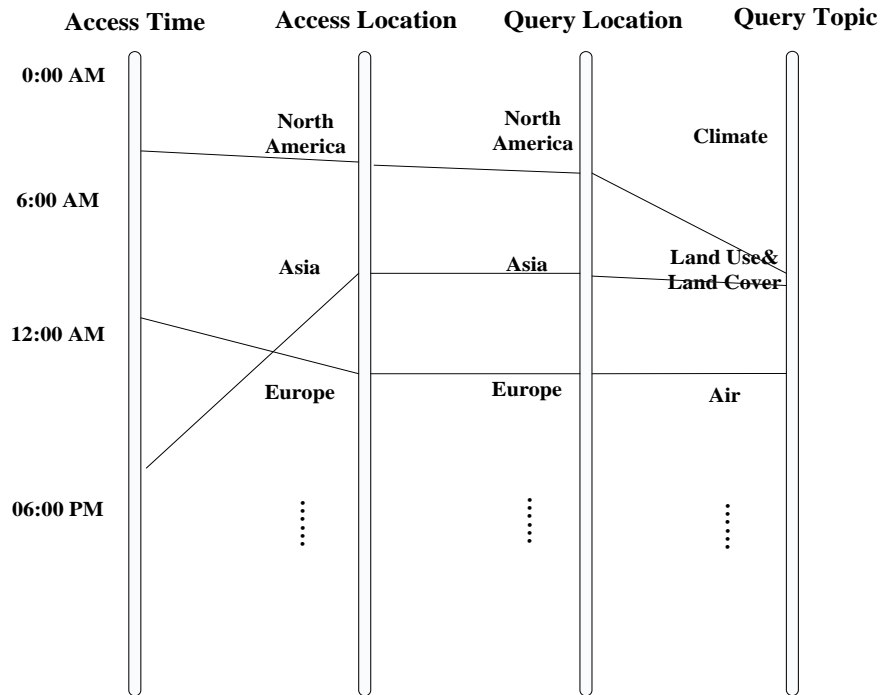 Access Time
Access Location
Query Location
Query Topic
0:00 AM
North
America
North
America
Climate
6:00 AM
Asia
Asia
Land Use&
Land Cover
12:00 AM
Europe
Europe
Air
06:00 PM